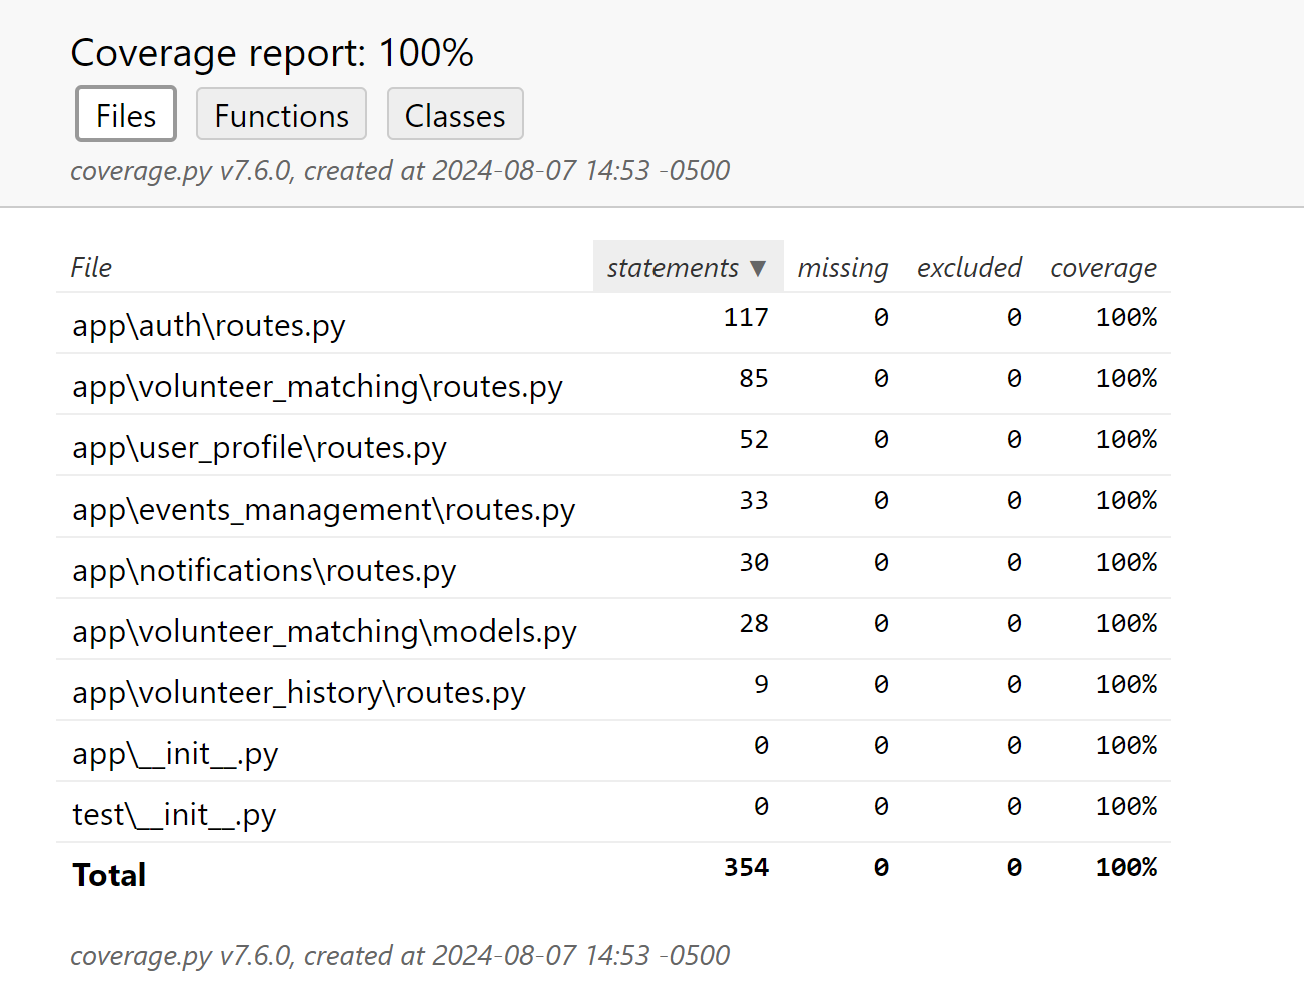 Coverage report: 100%
Files Functions Classes
coverage.py v7.6.0, created at 2024-08-07 14:53 -0500
File statements ▼ missing excluded coverage
app\auth\routes.py 117 0 0 100%
app\volunteer_matching\routes.py 85 0 0 100%
app\user_profile\routes.py 52 0 0 100%
app\events_management\routes.py 33 0 0 100%
app\notifications\routes.py 30 0 0 100%
app\volunteer_matching\models.py 28 0 0 100%
app\volunteer_history\routes.py 9 0 0 100%
app\__init__.py 0 0 0 100%
test\__init__.py 0 0 0 100%
Total 354 0 0 100%
coverage.py v7.6.0, created at 2024-08-07 14:53 -0500